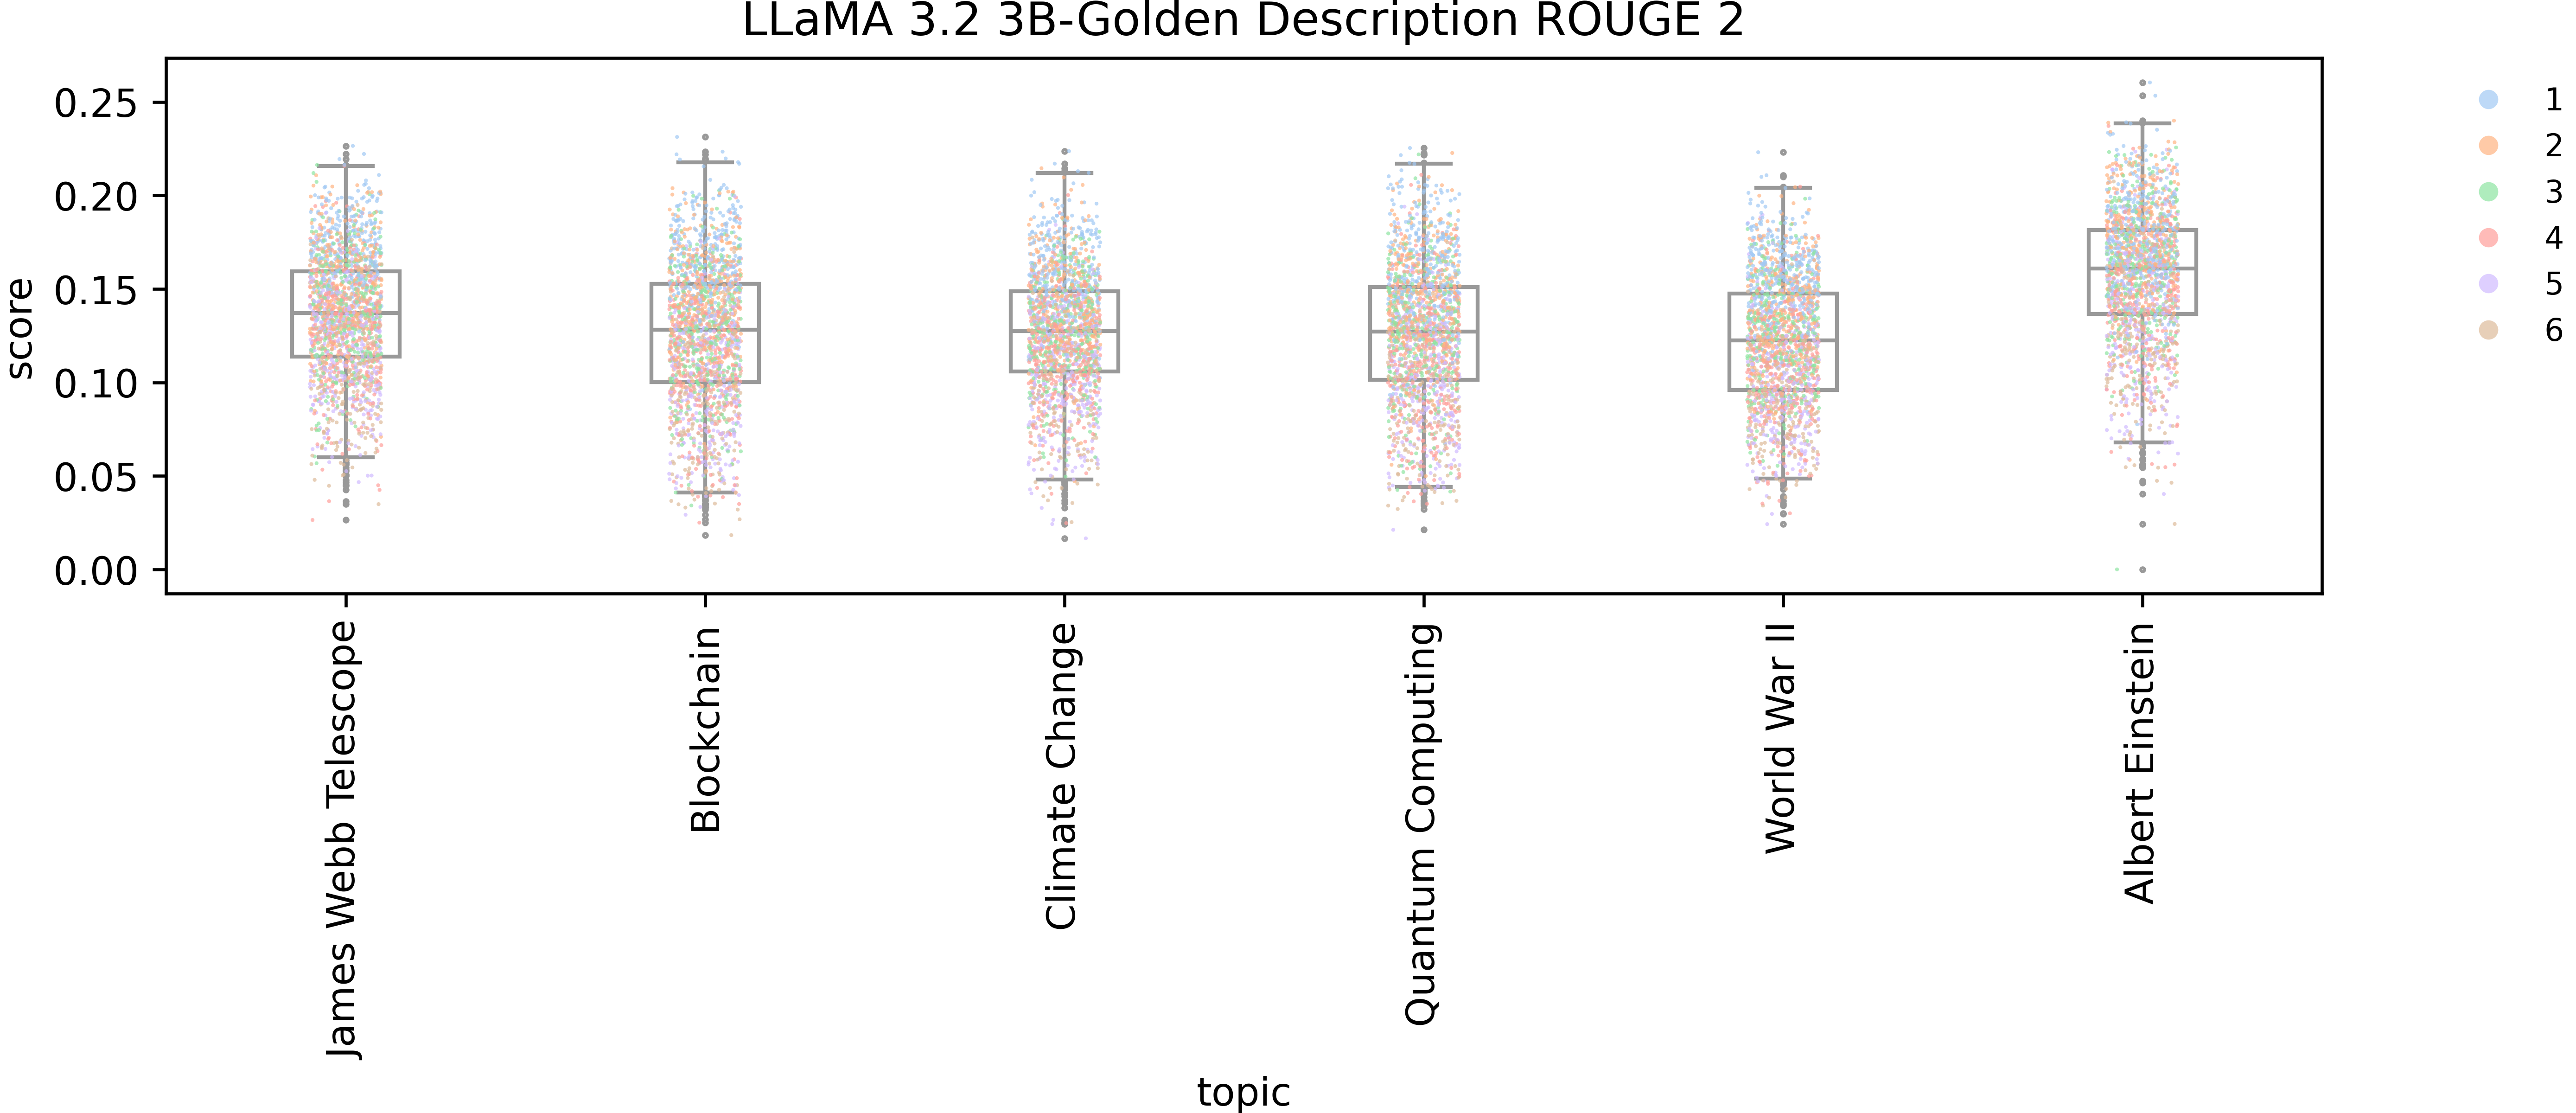 LLaMA 3.2 3B-Golden Description ROUGE 2
score
0.25
0.20
0.15
0.10
0.05
0.00
James Webb Telescope
Blockchain
Climate Change
Quantum Computing
World War II
Albert Einstein
topic
1
2
3
4
5
6